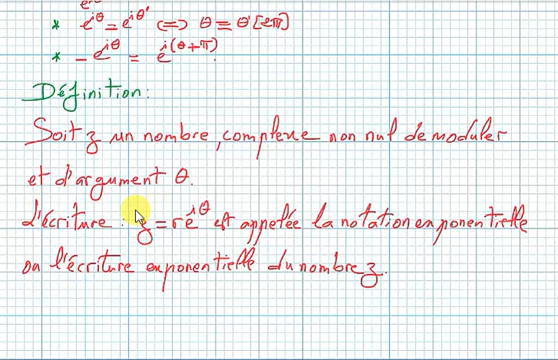 * e^{iθ} = e^{iθ'} ⟺ θ ≡ θ' [2π]
* - e^{iθ} = e^{i(θ+π)}.
Définition:
Soit z un nombre, complexe non nul de module r
et d'argument θ.
L'écriture : z = r e^{iθ} est appelée la notation exponentielle
ou l'écriture exponentielle du nombre z.